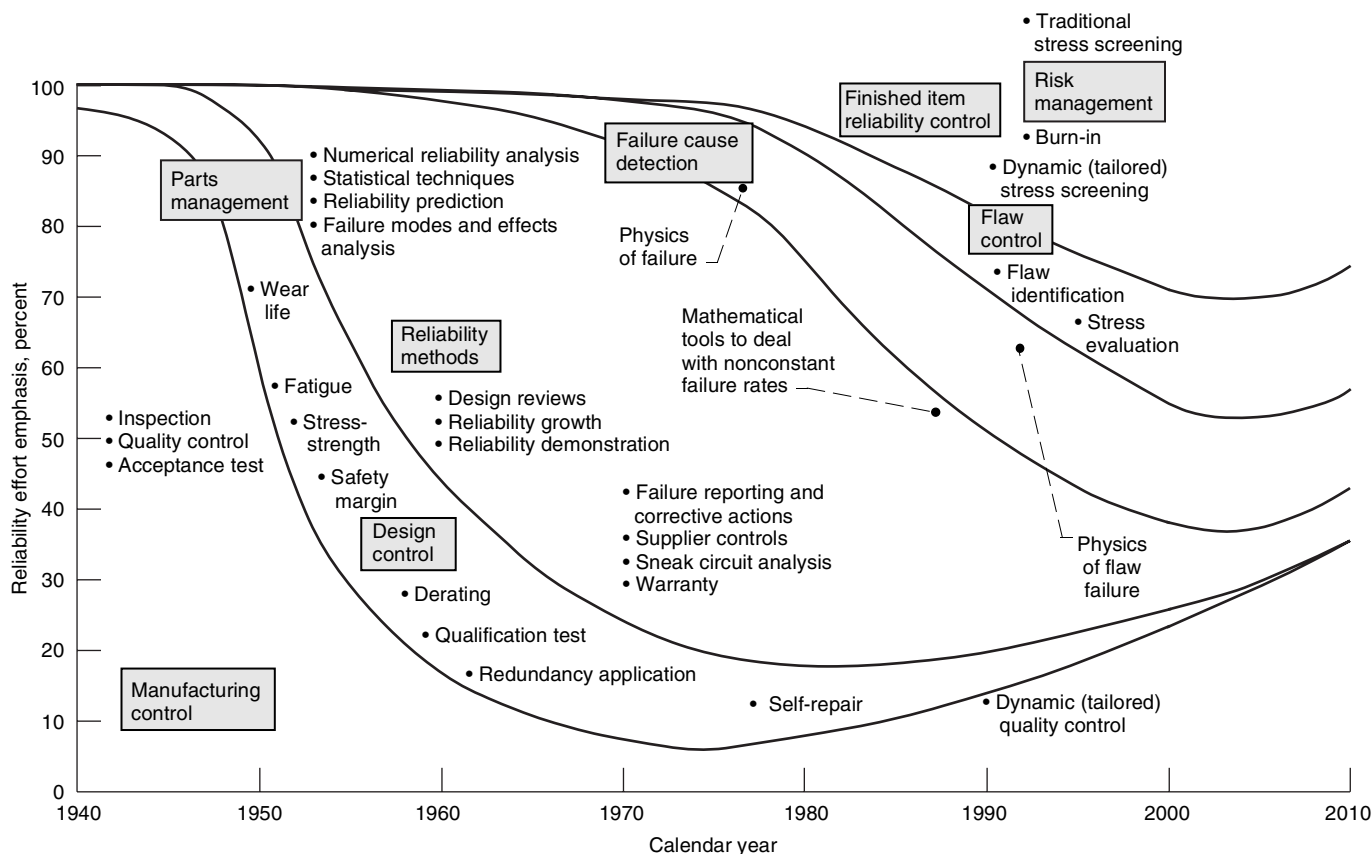 • Traditional
stress screening
Risk
management
• Burn-in
• Dynamic (tailored)
stress screening
Finished item
reliability control
Flaw
control
• Flaw
identification
• Stress
evaluation
Failure cause
detection
Physics
of failure
Mathematical
tools to deal
with nonconstant
failure rates
Physics
of flaw
failure
Parts
management
• Numerical reliability analysis
• Statistical techniques
• Reliability prediction
• Failure modes and effects
analysis
• Wear
life
• Fatigue
• Stress-
strength
• Safety
margin
Reliability
methods
• Design reviews
• Reliability growth
• Reliability demonstration
• Failure reporting and
corrective actions
• Supplier controls
• Sneak circuit analysis
• Warranty
• Inspection
• Quality control
• Acceptance test
Design
control
• Derating
• Qualification test
• Redundancy application
• Self-repair
• Dynamic (tailored)
quality control
Manufacturing
control
Reliability effort emphasis, percent
100
90
80
70
60
50
40
30
20
10
0
1940 1950 1960 1970 1980 1990 2000 2010
Calendar year